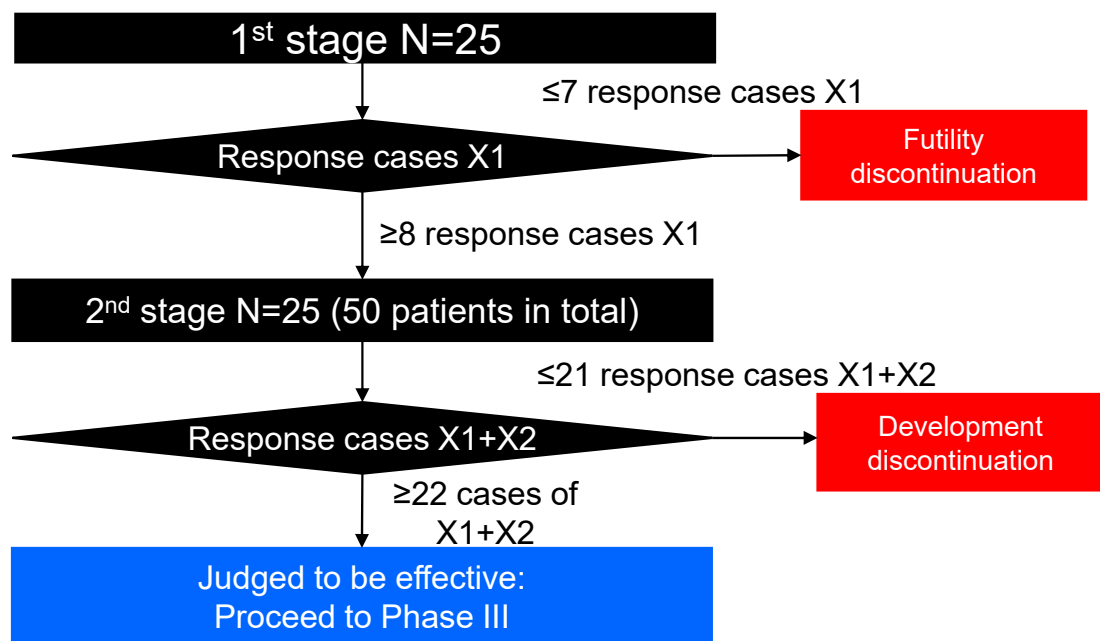 1st stage N=25
≤7 response cases X1
Response cases X1
Futility
discontinuation
≥8 response cases X1
2nd stage N=25 (50 patients in total)
≤21 response cases X1+X2
Response cases X1+X2
Development
discontinuation
≥22 cases of
X1+X2
Judged to be effective:
Proceed to Phase III